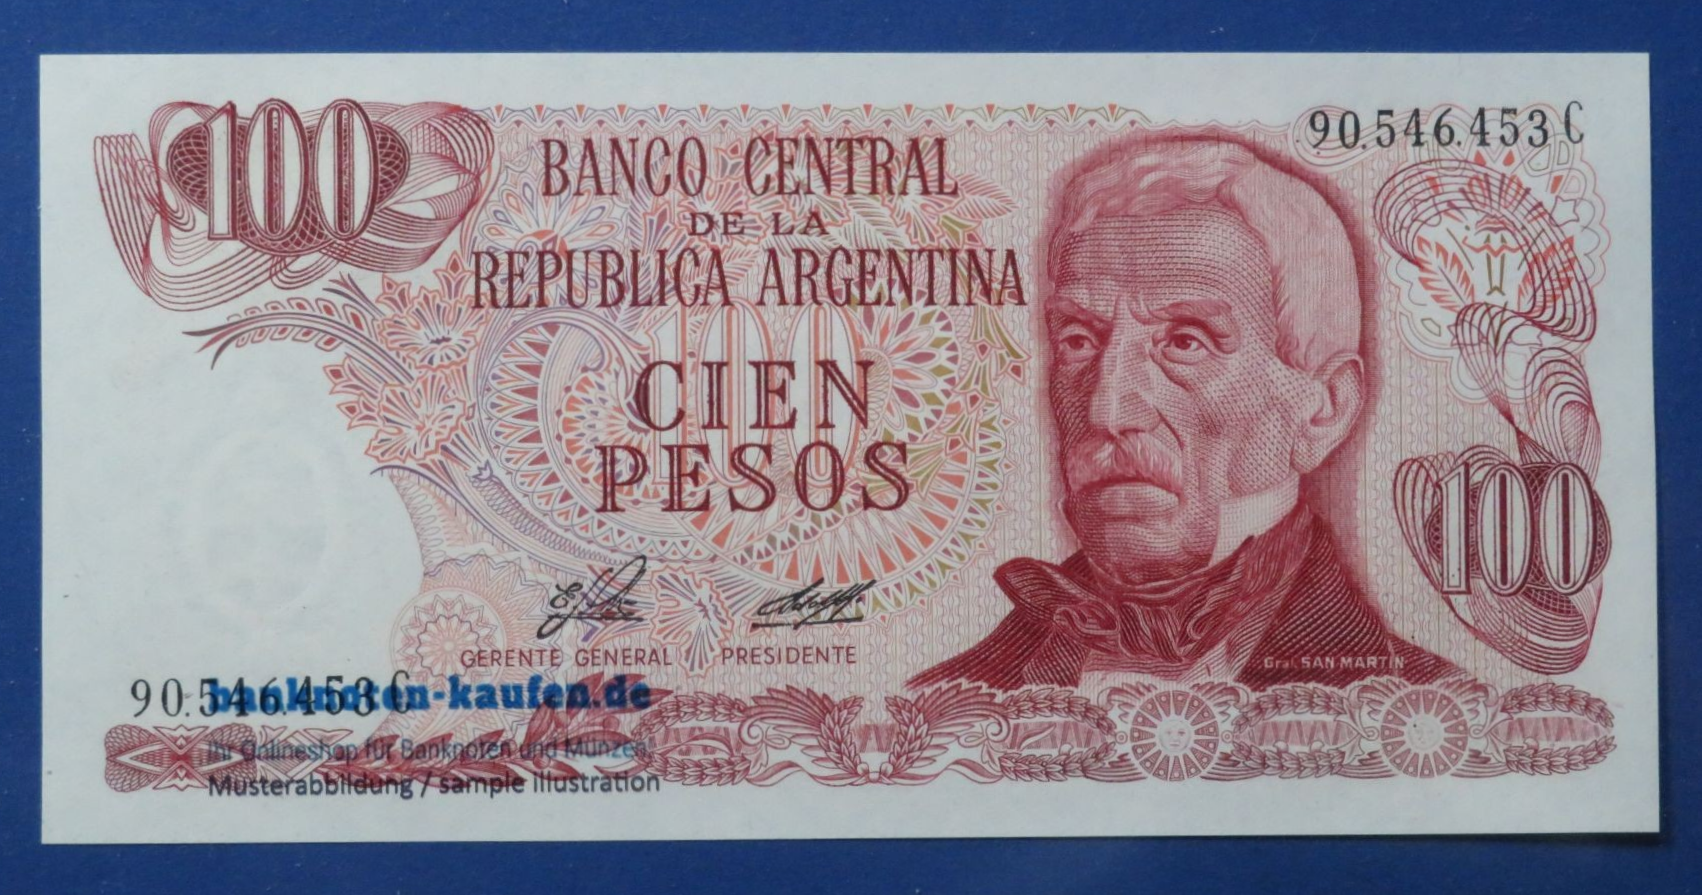 100
90.546.453 C
BANCO CENTRAL
DE LA
REPUBLICA ARGENTINA
100
CIEN
PESOS
100
GERENTE GENERAL PRESIDENTE
Gral. SAN MARTIN
90.546.453 C
banknoten-kaufen.de
Ihr Onlineshop für Banknoten und Münzen
Musterabbildung / sample illustration